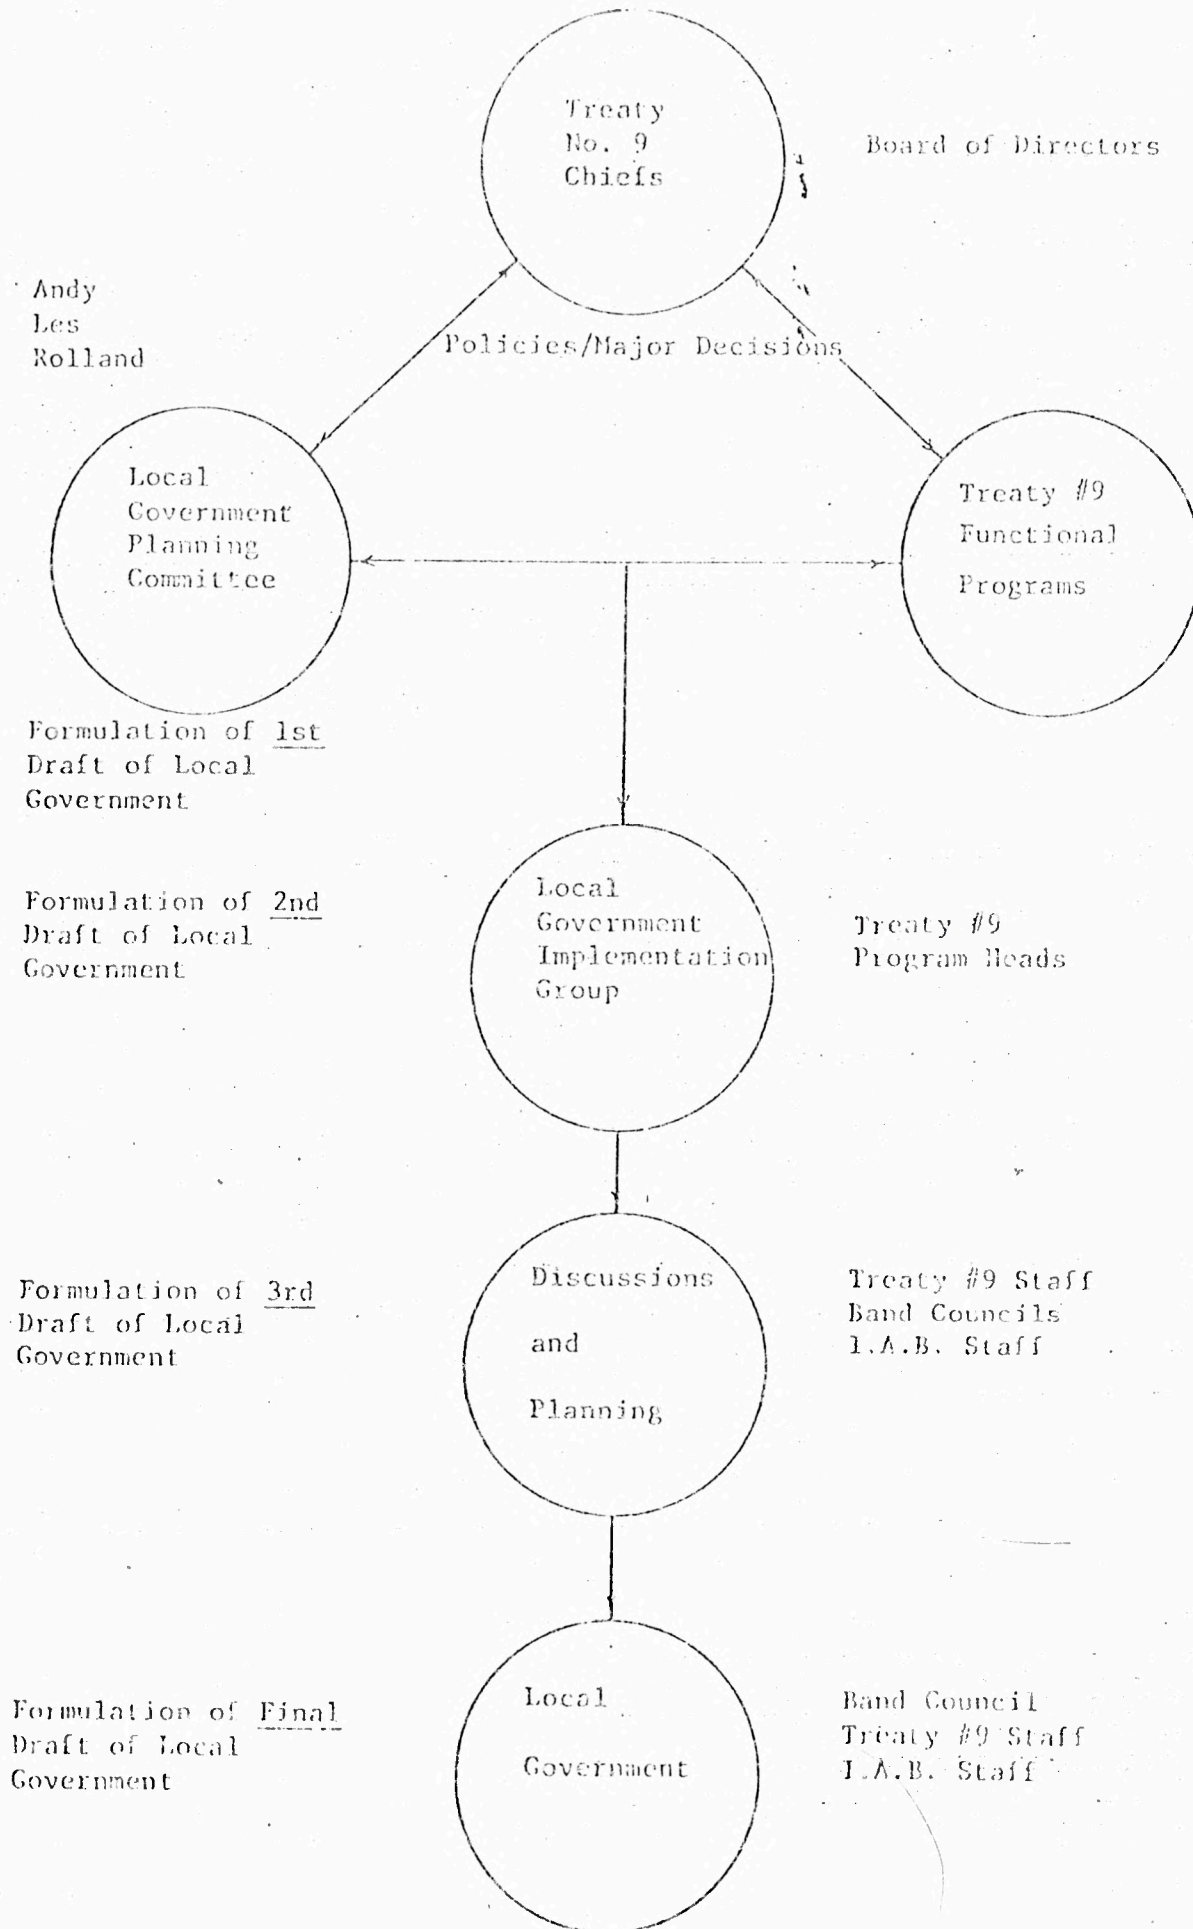 Treaty
No. 9
Chiefs
Board of Directors
Andy
Les
Rolland
Policies/Major Decisions
Local
Government
Planning
Committee
Treaty #9
Functional
Programs
Formulation of 1st
Draft of Local
Government
Formulation of 2nd
Draft of Local
Government
Local
Government
Implementation
Group
Treaty #9
Program Heads
Formulation of 3rd
Draft of Local
Government
Discussions
and
Planning
Treaty #9 Staff
Band Councils
I.A.B. Staff
Formulation of Final
Draft of Local
Government
Local
Government
Band Council
Treaty #9 Staff
I.A.B. Staff